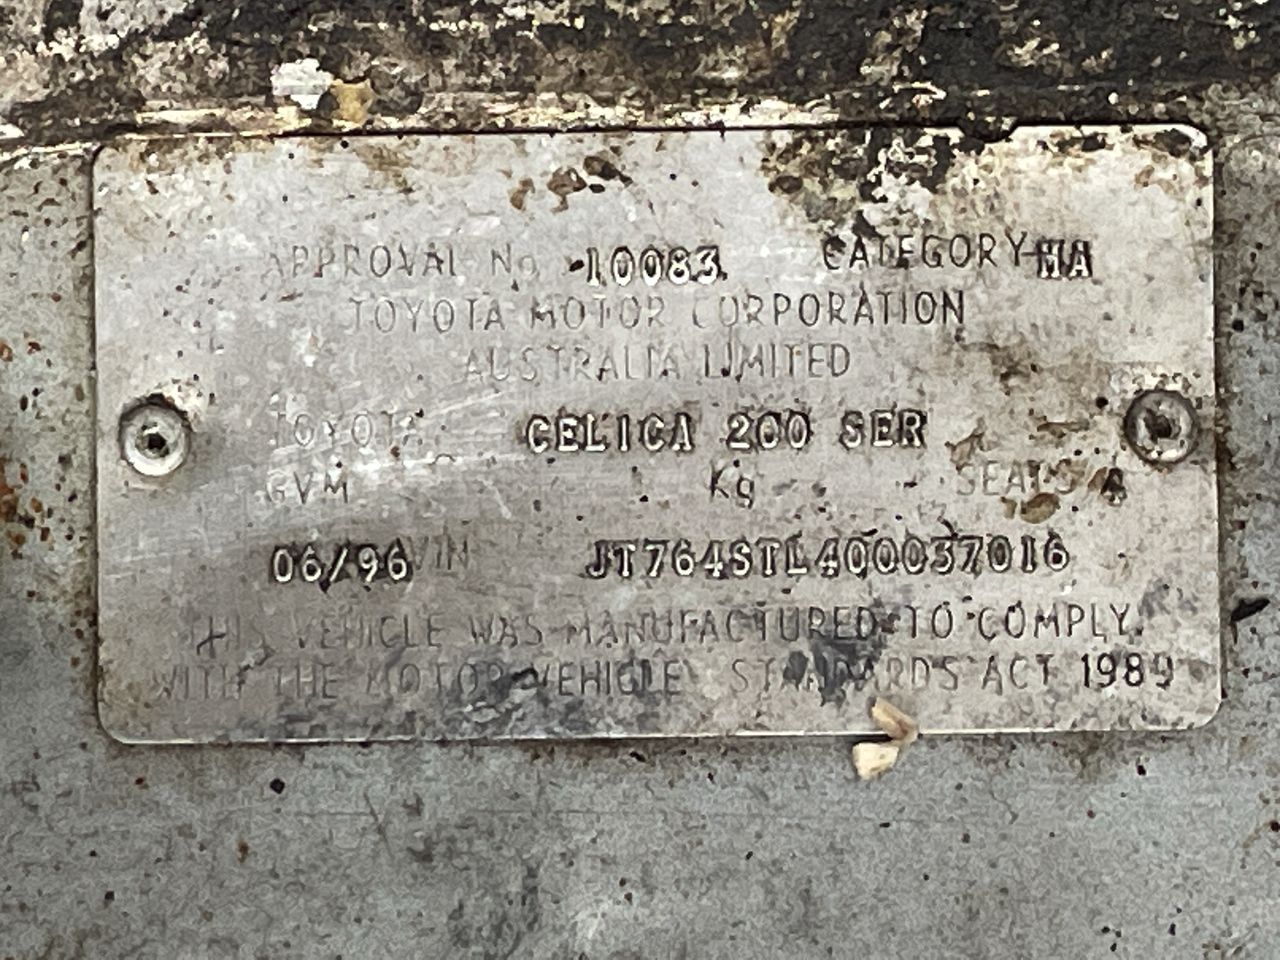 APPROVAL No 10083 CATEGORY MA
TOYOTA MOTOR CORPORATION
AUSTRALIA LIMITED
TOYOTA CELICA 200 SER
GVM Kg SEATS 4
06/96 VIN JT764STL400037016
THIS VEHICLE WAS MANUFACTURED TO COMPLY
WITH THE MOTOR VEHICLE STANDARDS ACT 1989